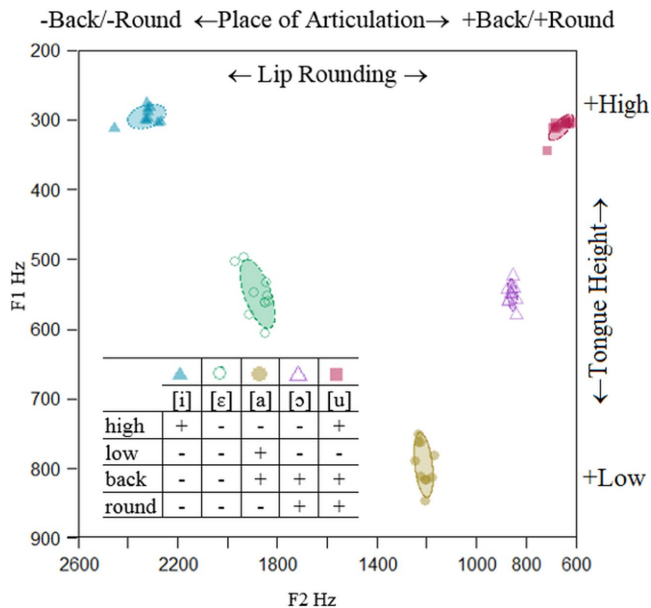 -Back/-Round ←Place of Articulation→ +Back/+Round
← Lip Rounding →
+High
←Tongue Height→
+Low
F1 Hz
200
300
400
500
600
700
800
900
[i] [ɛ] [a] [ɔ] [u]
high + - - - +
low - - + - -
back - - + + +
round - - - + +
2600 2200 1800 1400 1000 800 600
F2 Hz